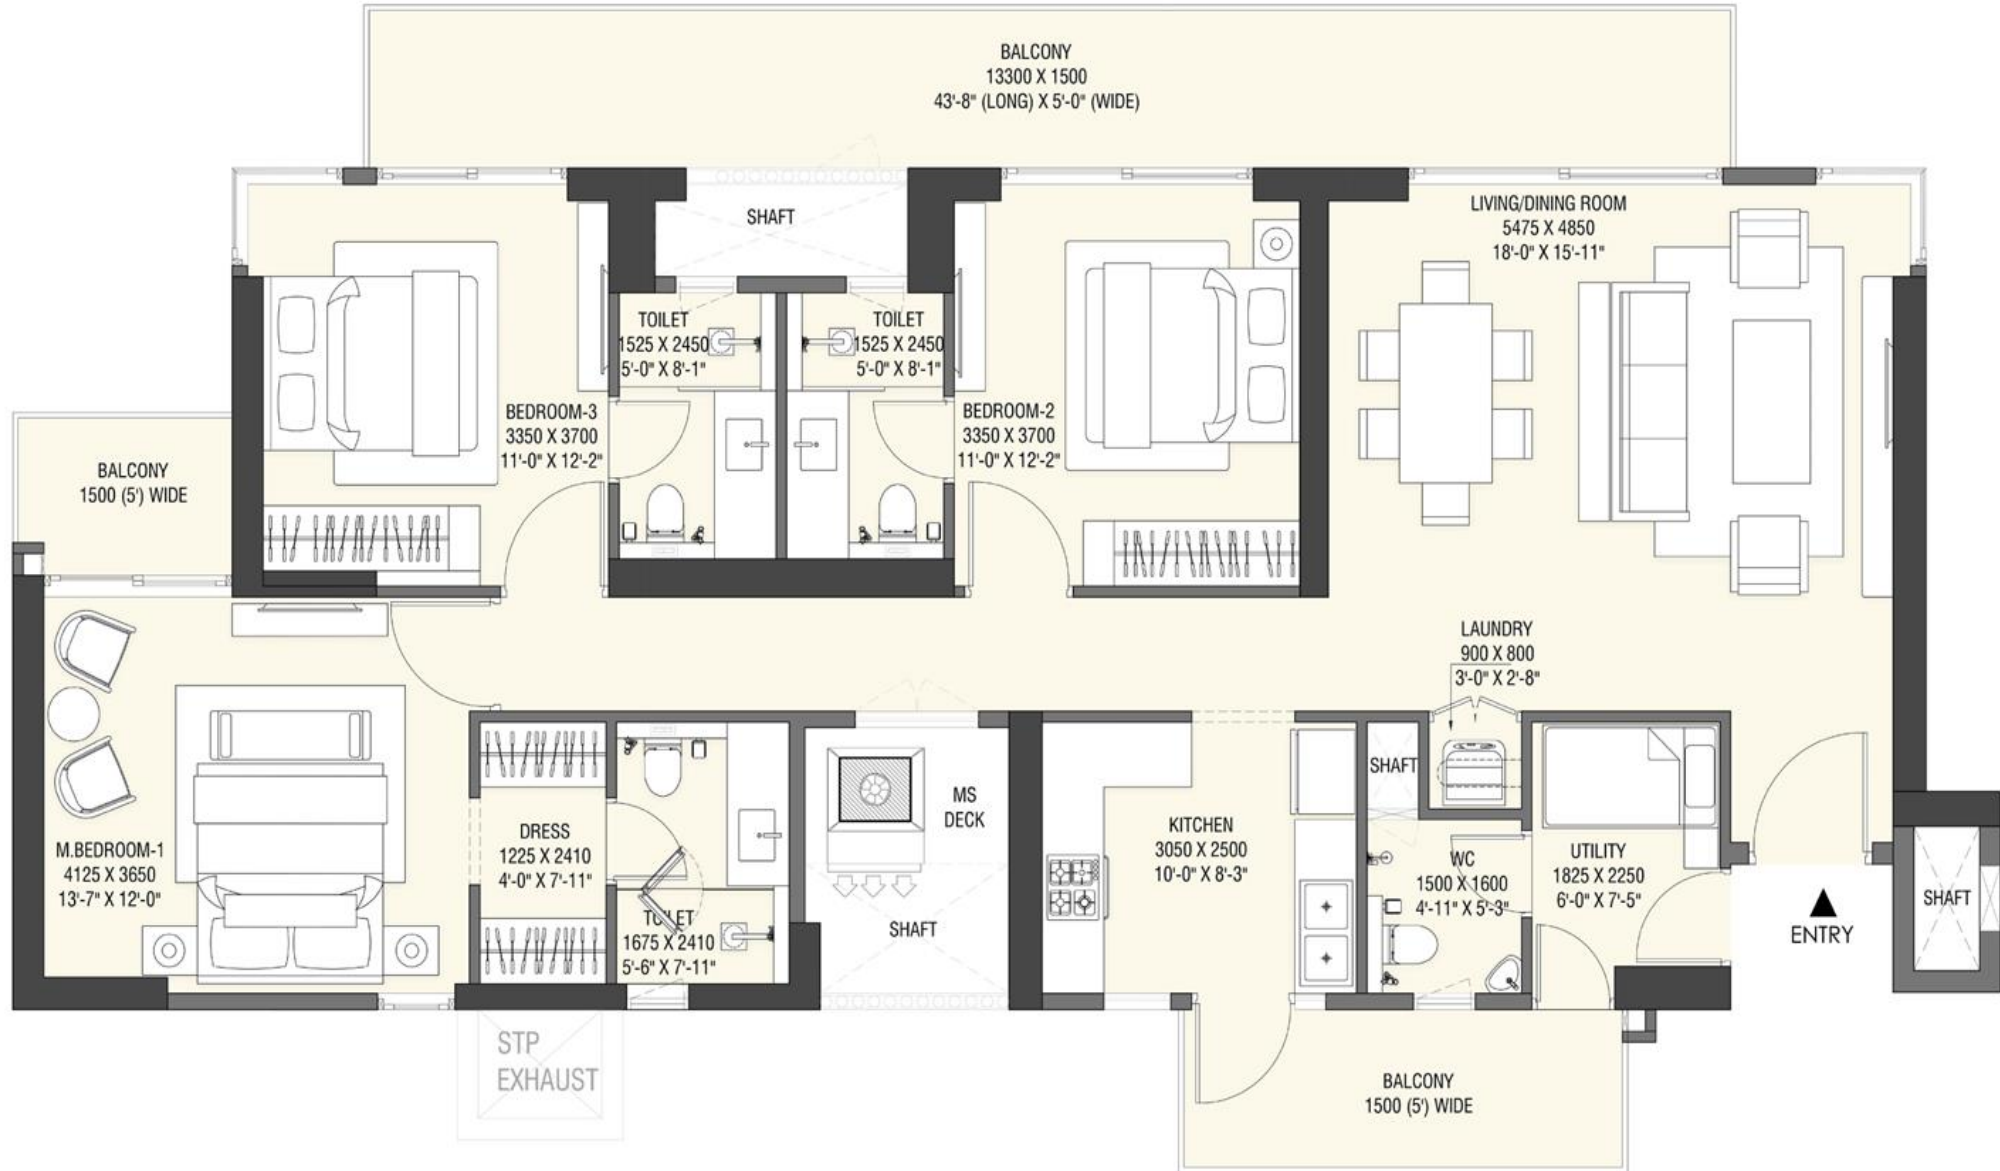 BALCONY
13300 X 1500
43'-8" (LONG) X 5'-0" (WIDE)
SHAFT
LIVING/DINING ROOM
5475 X 4850
18'-0" X 15'-11"
TOILET
1525 X 2450
5'-0" X 8'-1"
TOILET
1525 X 2450
5'-0" X 8'-1"
BEDROOM-3
3350 X 3700
11'-0" X 12'-2"
BEDROOM-2
3350 X 3700
11'-0" X 12'-2"
BALCONY
1500 (5') WIDE
LAUNDRY
900 X 800
3'-0" X 2'-8"
SHAFT
MS
DECK
M.BEDROOM-1
4125 X 3650
13'-7" X 12'-0"
DRESS
1225 X 2410
4'-0" X 7'-11"
KITCHEN
3050 X 2500
10'-0" X 8'-3"
WC
1500 X 1600
4'-11" X 5'-3"
UTILITY
1825 X 2250
6'-0" X 7'-5"
TOILET
1675 X 2410
5'-6" X 7'-11"
SHAFT
ENTRY
SHAFT
STP
EXHAUST
BALCONY
1500 (5') WIDE